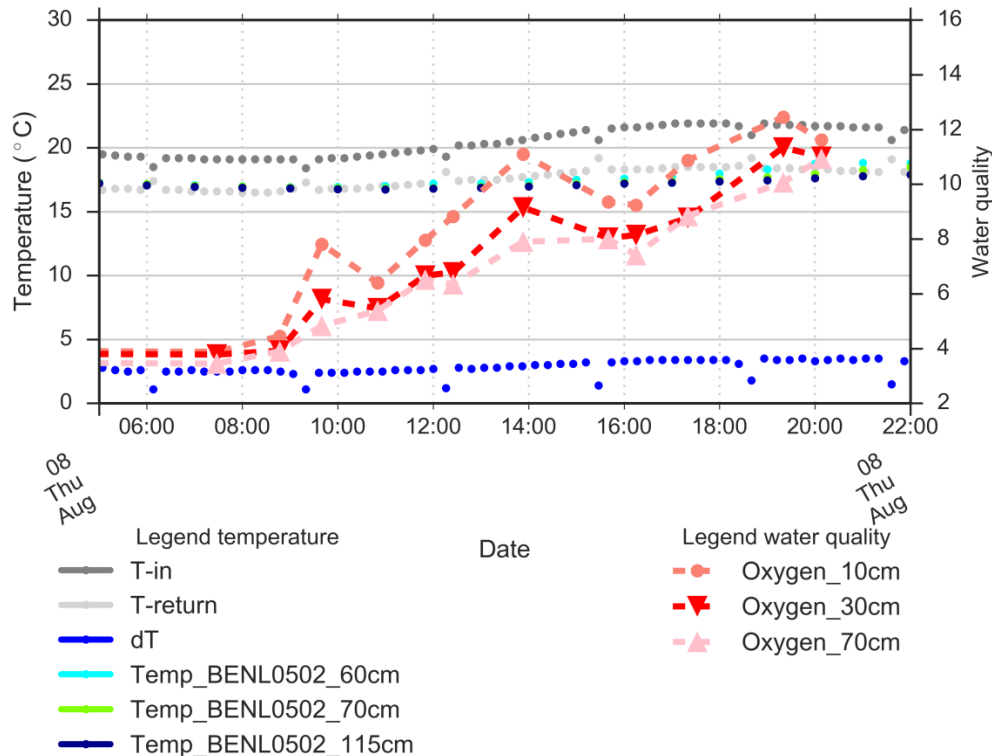 30
25
20
15
10
5
0
Temperature ( °C)
16
14
12
10
8
6
4
2
Water quality
06:00 08:00 10:00 12:00 14:00 16:00 18:00 20:00 22:00
08
Thu
Aug
08
Thu
Aug
Date
Legend temperature
T-in
T-return
dT
Temp_BENL0502_60cm
Temp_BENL0502_70cm
Temp_BENL0502_115cm
Legend water quality
Oxygen_10cm
Oxygen_30cm
Oxygen_70cm